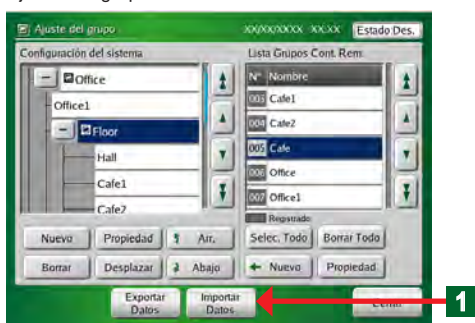 Ajuste del grupo XX/XX/XXXX XX:XX Estado Des.
Configuración del sistema
Office
Office1
Floor
Hall
Cafe1
Cafe2
Nuevo Propiedad Arr.
Borrar Desplazar Abajo
Lista Grupos Cont. Rem.
N° Nombre
003 Cafe1
004 Cafe2
005 Cafe
006 Office
007 Office1
Registrado
Selec. Todo Borrar Todo
Nuevo Propiedad
Exportar Datos
Importar Datos
1